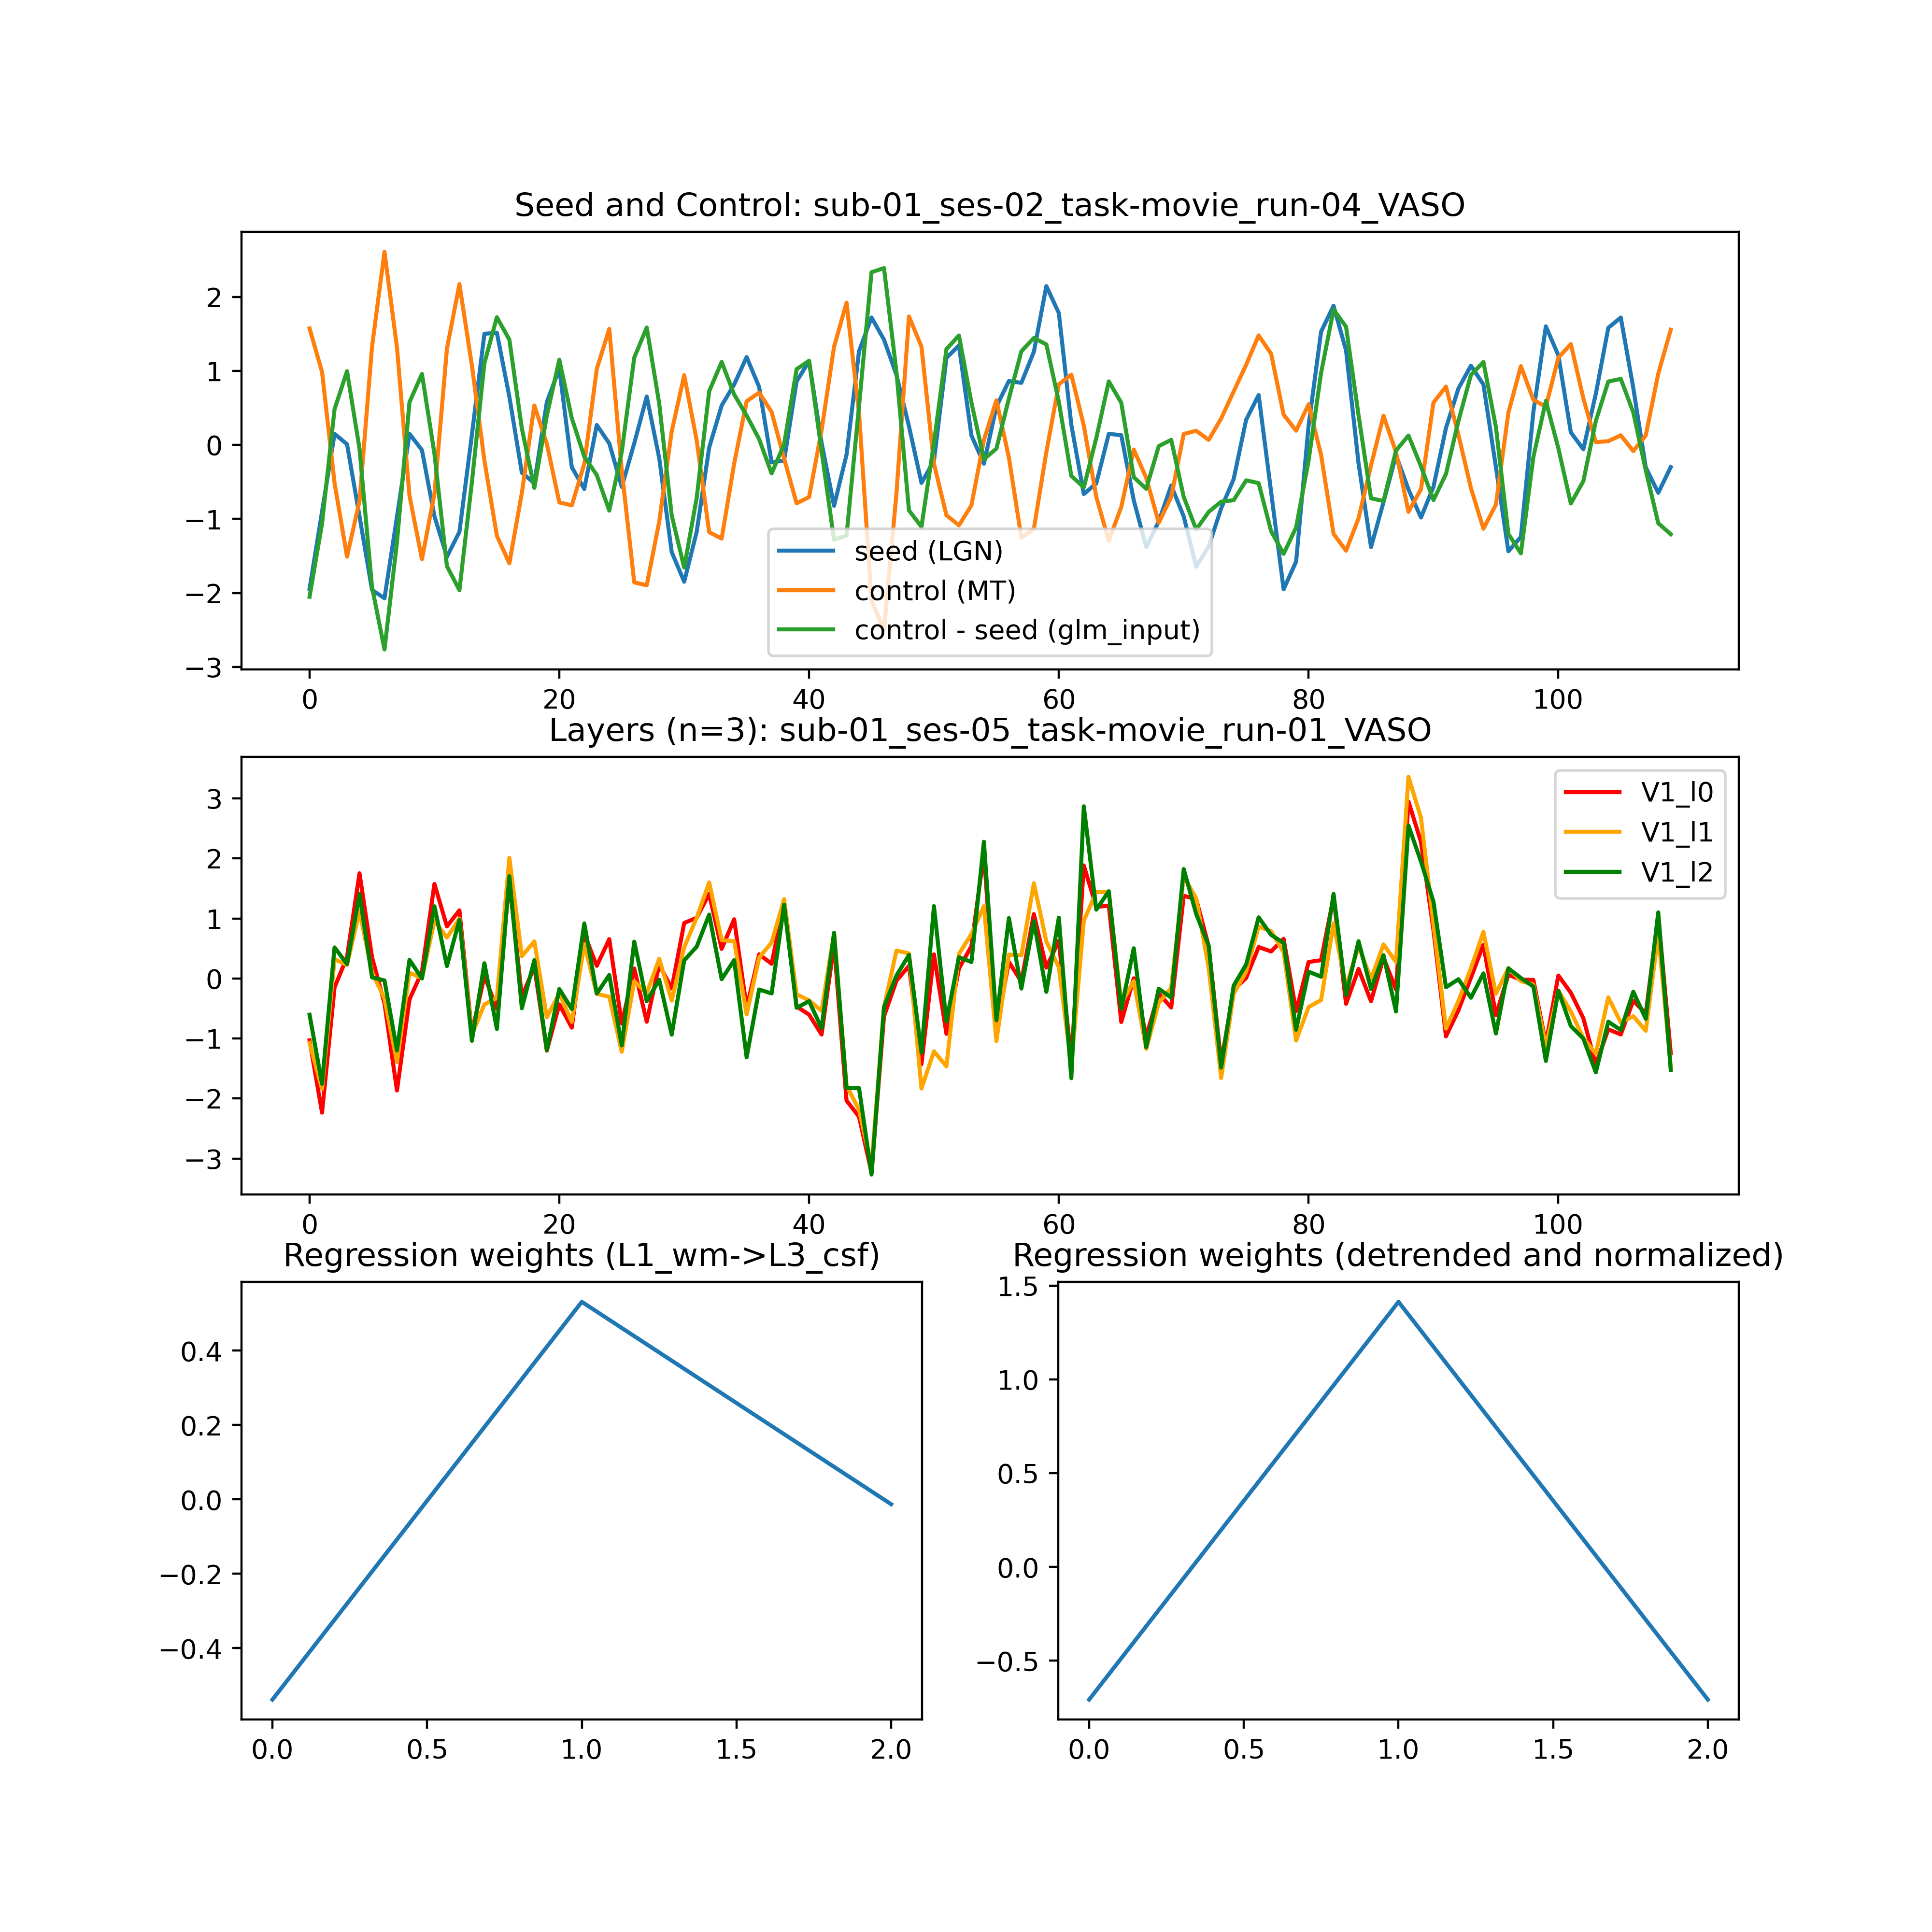 Seed and Control: sub-01_ses-02_task-movie_run-04_VASO
2
1
0
−1
−2
−3
seed (LGN)
control (MT)
control - seed (glm_input)
0 20 40 60 80 100
Layers (n=3): sub-01_ses-05_task-movie_run-01_VASO
3
2
1
0
−1
−2
−3
V1_l0
V1_l1
V1_l2
0 20 40 60 80 100
Regression weights (L1_wm->L3_csf)
0.4
0.2
0.0
−0.2
−0.4
0.0 0.5 1.0 1.5 2.0
Regression weights (detrended and normalized)
1.5
1.0
0.5
0.0
−0.5
0.0 0.5 1.0 1.5 2.0